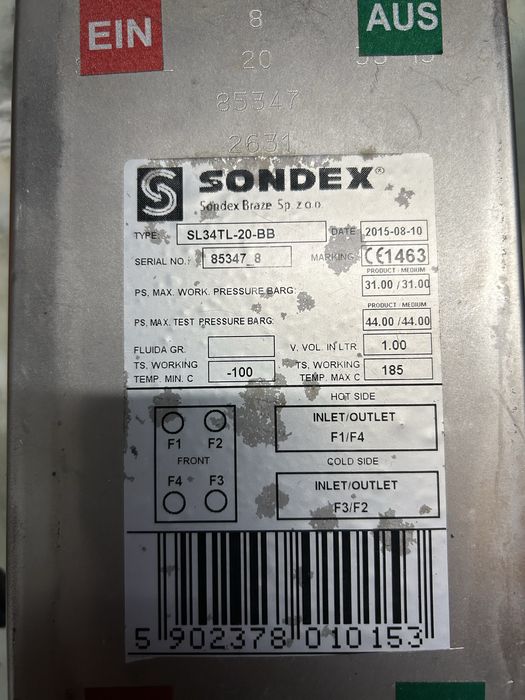 EIN
AUS
8
20
85347
2631
S SONDEX®
Sondex Braze Sp. z o.o.
TYPE: SL34TL-20-BB DATE 2015-08-10
SERIAL NO.: 85347_8 MARKING CE1463
PRODUCT / MEDIUM
PS, MAX. WORK. PRESSURE BARG: 31.00 / 31.00
PRODUCT / MEDIUM
PS, MAX. TEST PRESSURE BARG: 44.00 / 44.00
FLUIDA GR. V. VOL. IN LTR. 1.00
TS. WORKING TEMP. MIN. C -100 TS. WORKING TEMP. MAX C 185
HOT SIDE
INLET/OUTLET
F1/F4
F1 F2
FRONT
F4 F3
COLD SIDE
INLET/OUTLET
F3/F2
5 902378 010153